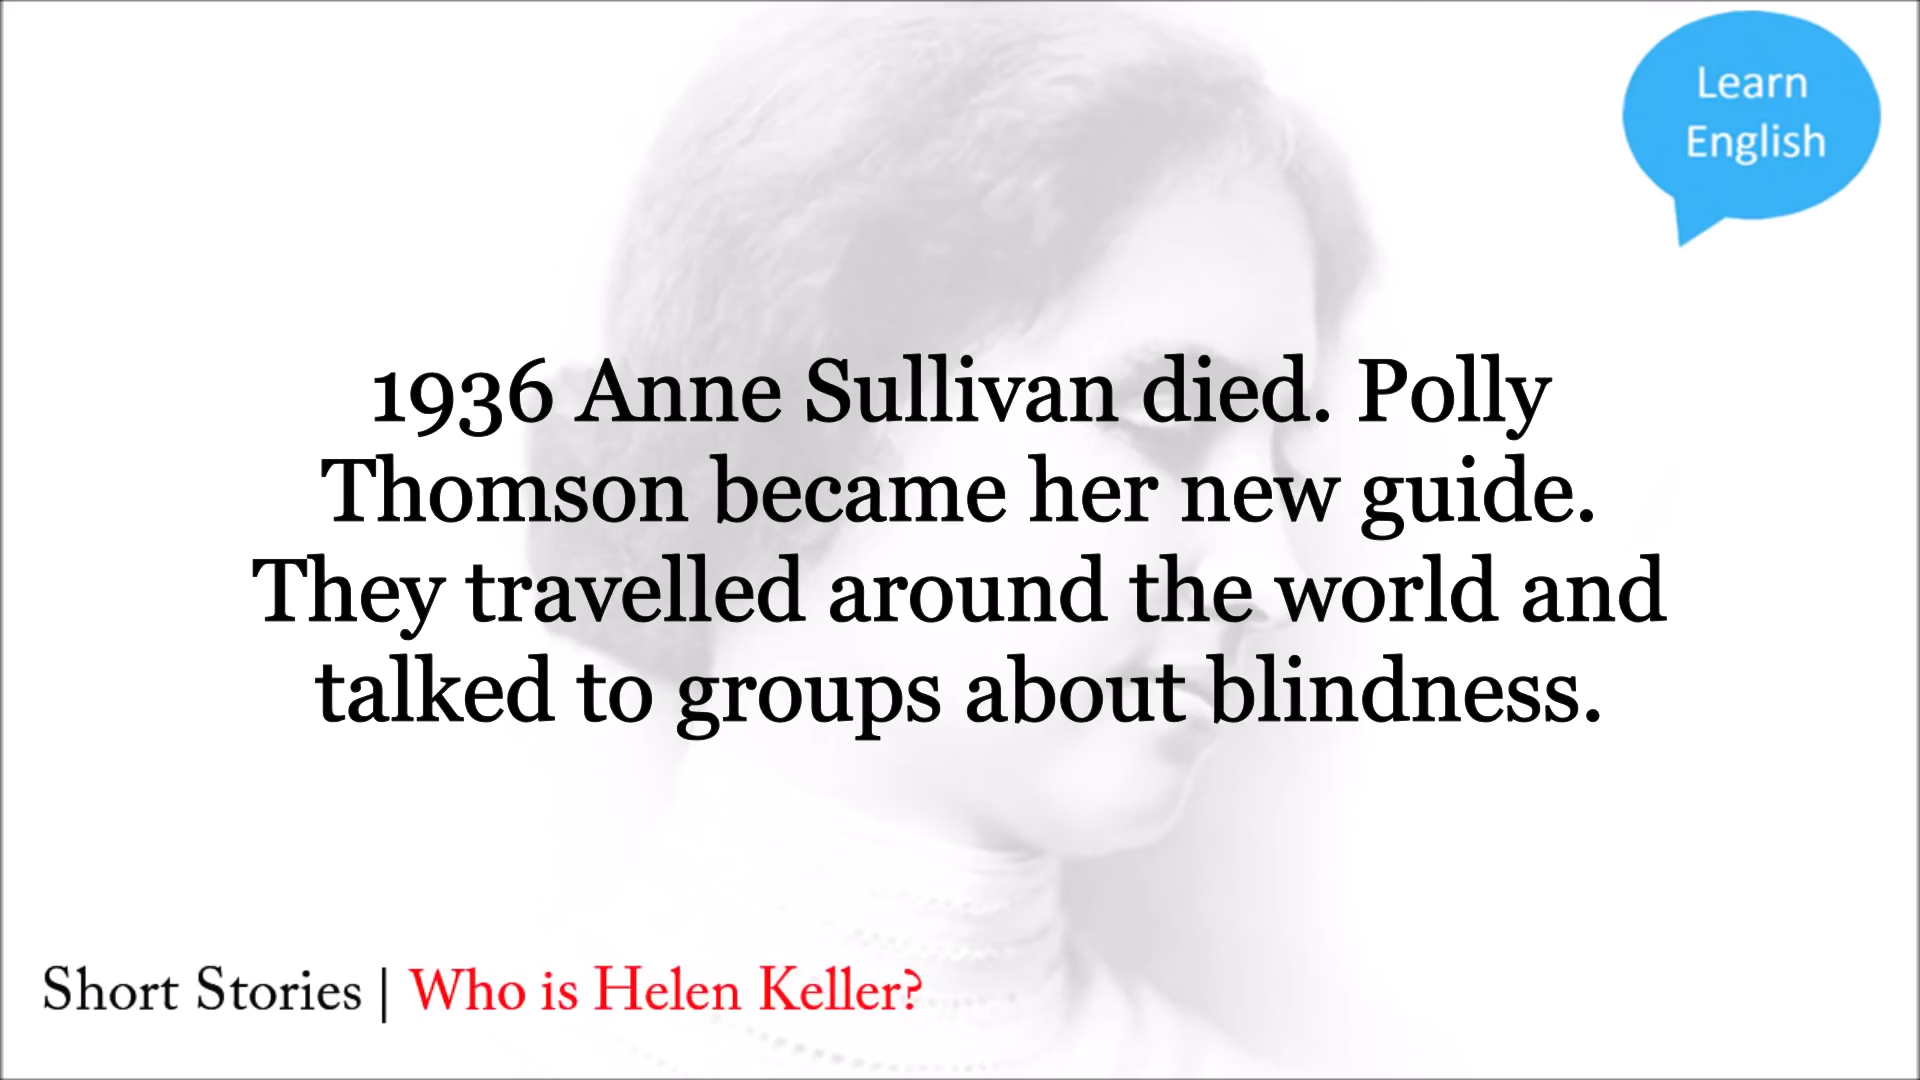 Learn
English
1936 Anne Sullivan died. Polly
Thomson became her new guide.
They travelled around the world and
talked to groups about blindness.
Short Stories | Who is Helen Keller?